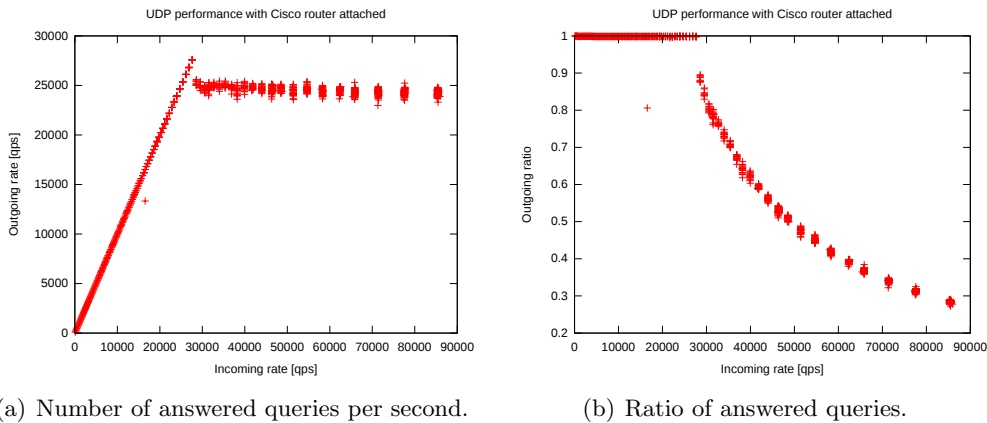 UDP performance with Cisco router attached
30000
25000
20000
15000
10000
5000
0
Outgoing rate [qps]
0 10000 20000 30000 40000 50000 60000 70000 80000 90000
Incoming rate [qps]
a) Number of answered queries per second.
UDP performance with Cisco router attached
1
0.9
0.8
0.7
0.6
0.5
0.4
0.3
0.2
Outgoing ratio
0 10000 20000 30000 40000 50000 60000 70000 80000 90000
Incoming rate [qps]
(b) Ratio of answered queries.